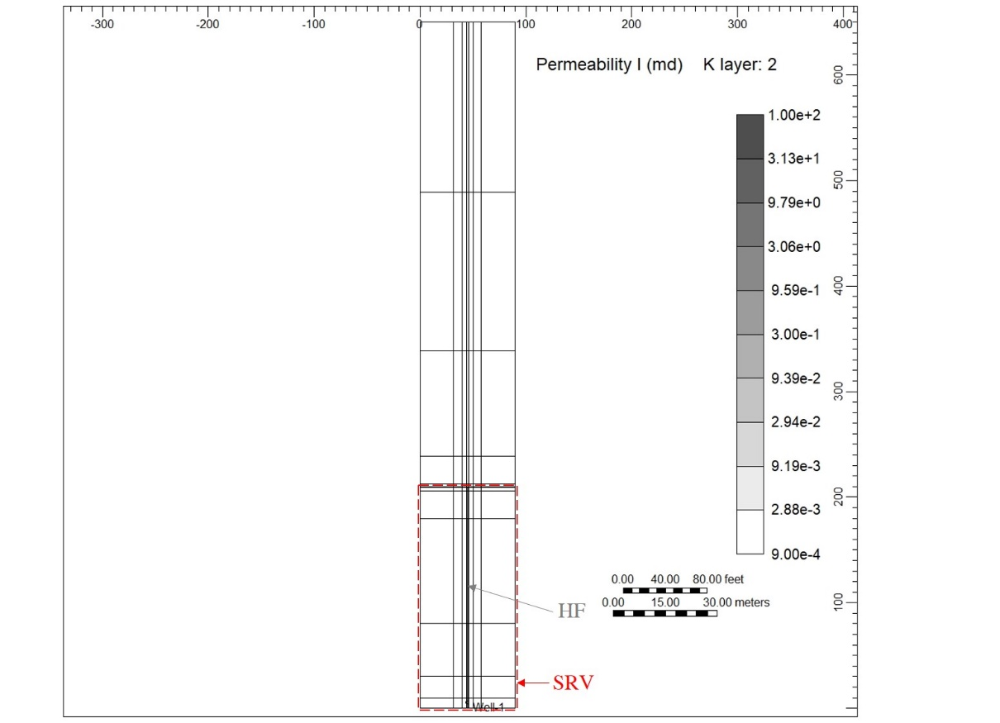 -300 -200 -100 0 100 200 300 400
Permeability I (md) K layer: 2
600
1.00e+2
3.13e+1
500
9.79e+0
3.06e+0
9.59e-1
400
3.00e-1
9.39e-2
300
2.94e-2
9.19e-3
200
2.88e-3
9.00e-4
0.00 40.00 80.00 feet
0.00 15.00 30.00 meters
100
HF
SRV
Well-1